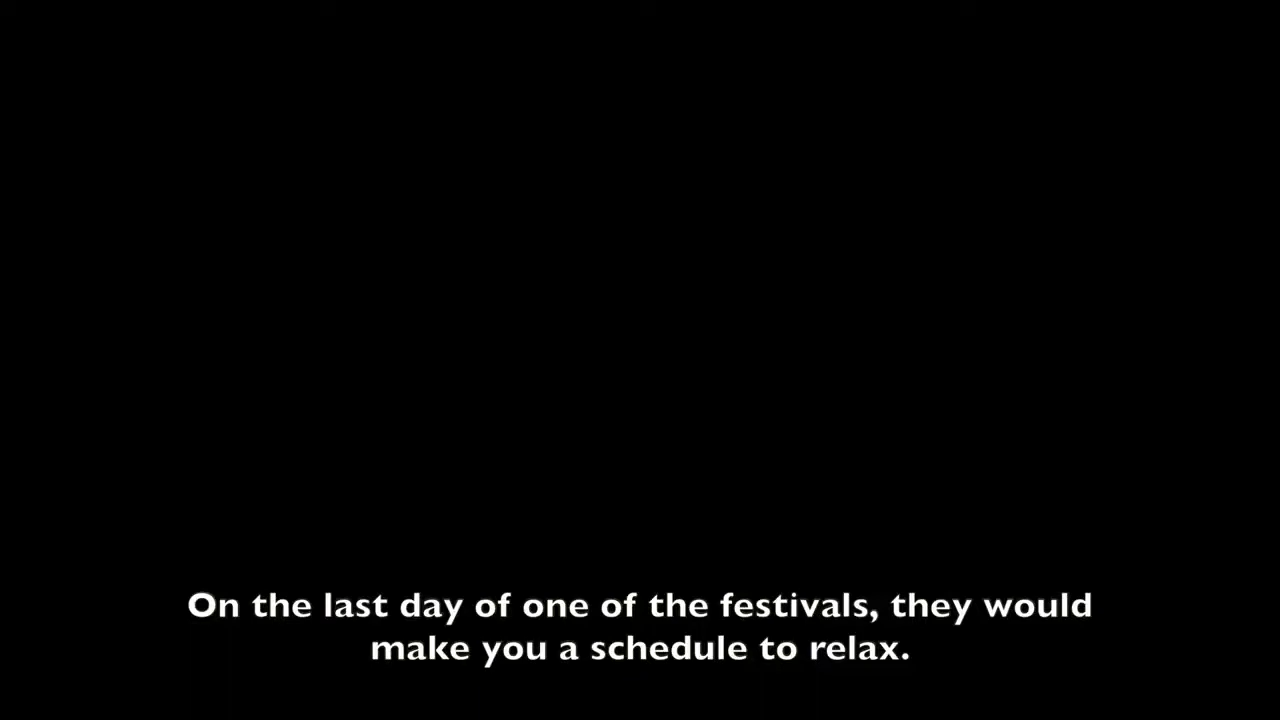 On the last day of one of the festivals, they would
make you a schedule to relax.